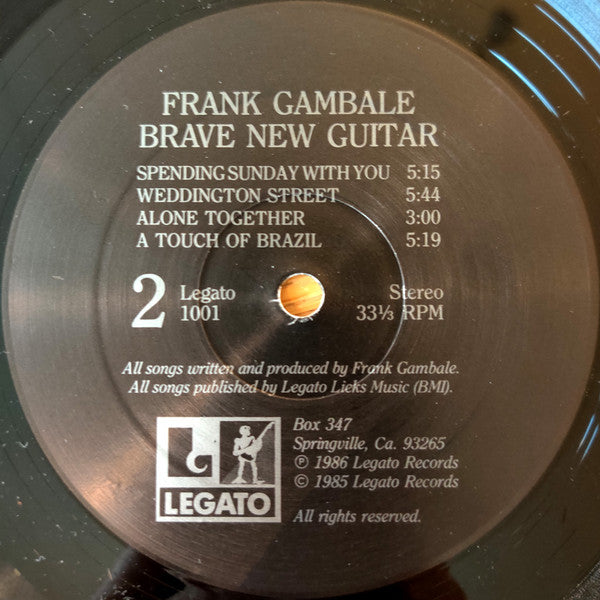 FRANK GAMBALE
BRAVE NEW GUITAR
SPENDING SUNDAY WITH YOU 5:15
WEDDINGTON STREET 5:44
ALONE TOGETHER 3:00
A TOUCH OF BRAZIL 5:19
2
Legato
1001
Stereo
33⅓ RPM
All songs written and produced by Frank Gambale.
All songs published by Legato Licks Music (BMI).
LEGATO
Box 347
Springville, Ca. 93265
℗ 1986 Legato Records
© 1985 Legato Records
All rights reserved.